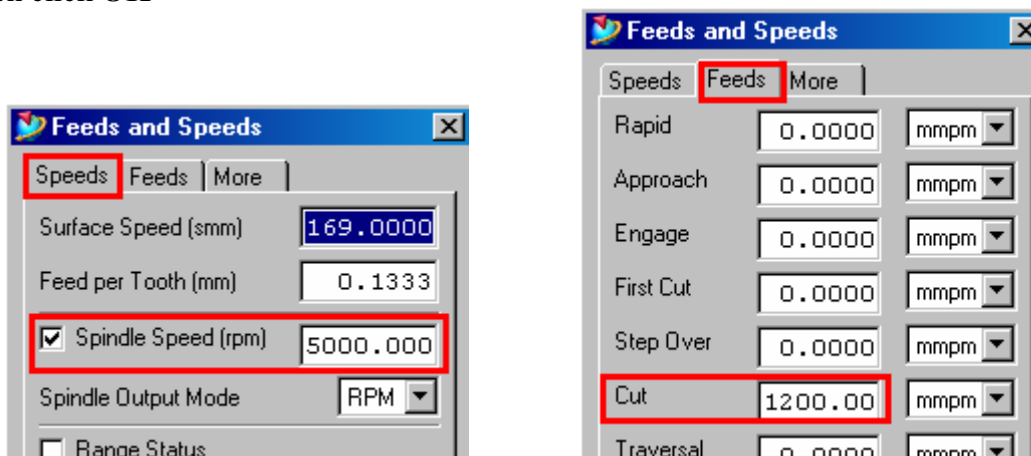 Feeds and Speeds
Speeds Feeds More
Surface Speed (smm) 169.0000
Feed per Tooth (mm) 0.1333
Spindle Speed (rpm) 5000.000
Spindle Output Mode RPM
Range Status
Feeds and Speeds
Speeds Feeds More
Rapid 0.0000 mmpm
Approach 0.0000 mmpm
Engage 0.0000 mmpm
First Cut 0.0000 mmpm
Step Over 0.0000 mmpm
Cut 1200.00 mmpm
Traversal 0.0000 mmpm